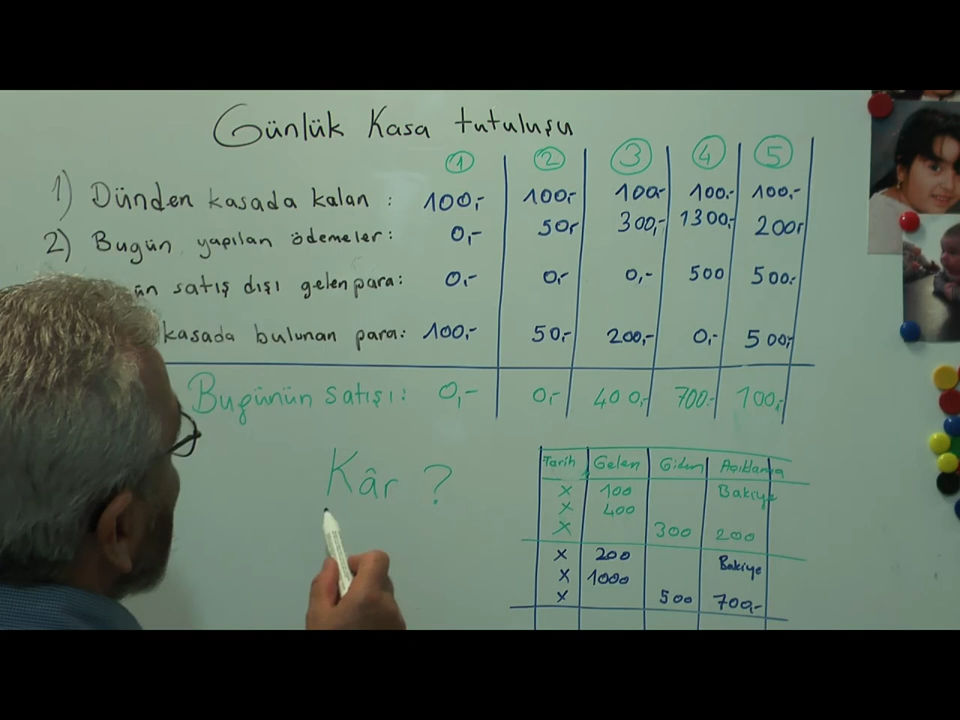 Günlük Kasa tutuluşu
① ② ③ ④ ⑤
1) Dünden kasada kalan : 100,- 100,- 100,- 100,- 100,-
2) Bugün yapılan ödemeler: 0,- 50,- 300,- 1300,- 200,-
satış dışı gelen para: 0,- 0,- 0,- 500 500,-
kasada bulunan para: 100,- 50,- 200,- 0,- 500,-
Bugünün satışı: 0,- 0,- 400,- 700,- 100,-
Kâr ?
Tarih Gelen Giden Açıklama
x 100 Bakiye
x 400
x 300 200
x 200 Bakiye
x 1000
x 500 700,-